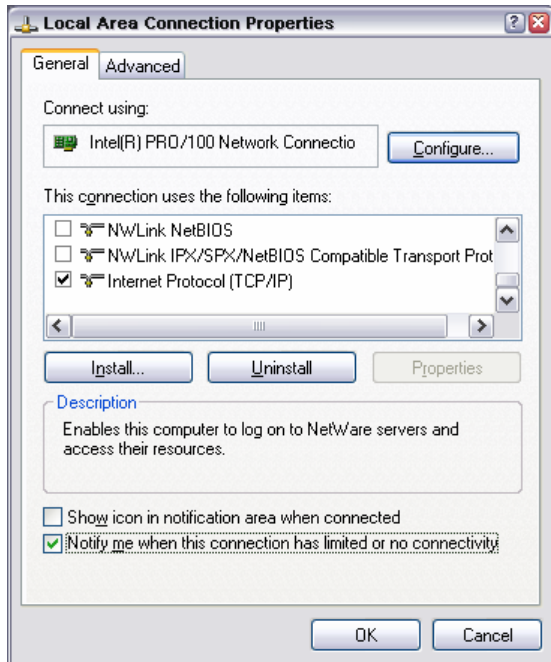 Local Area Connection Properties
General Advanced
Connect using:
Intel(R) PRO/100 Network Connectio
Configure...
This connection uses the following items:
NWLink NetBIOS
NWLink IPX/SPX/NetBIOS Compatible Transport Prot
Internet Protocol (TCP/IP)
Install... Uninstall Properties
Description
Enables this computer to log on to NetWare servers and
access their resources.
Show icon in notification area when connected
Notify me when this connection has limited or no connectivity
OK Cancel